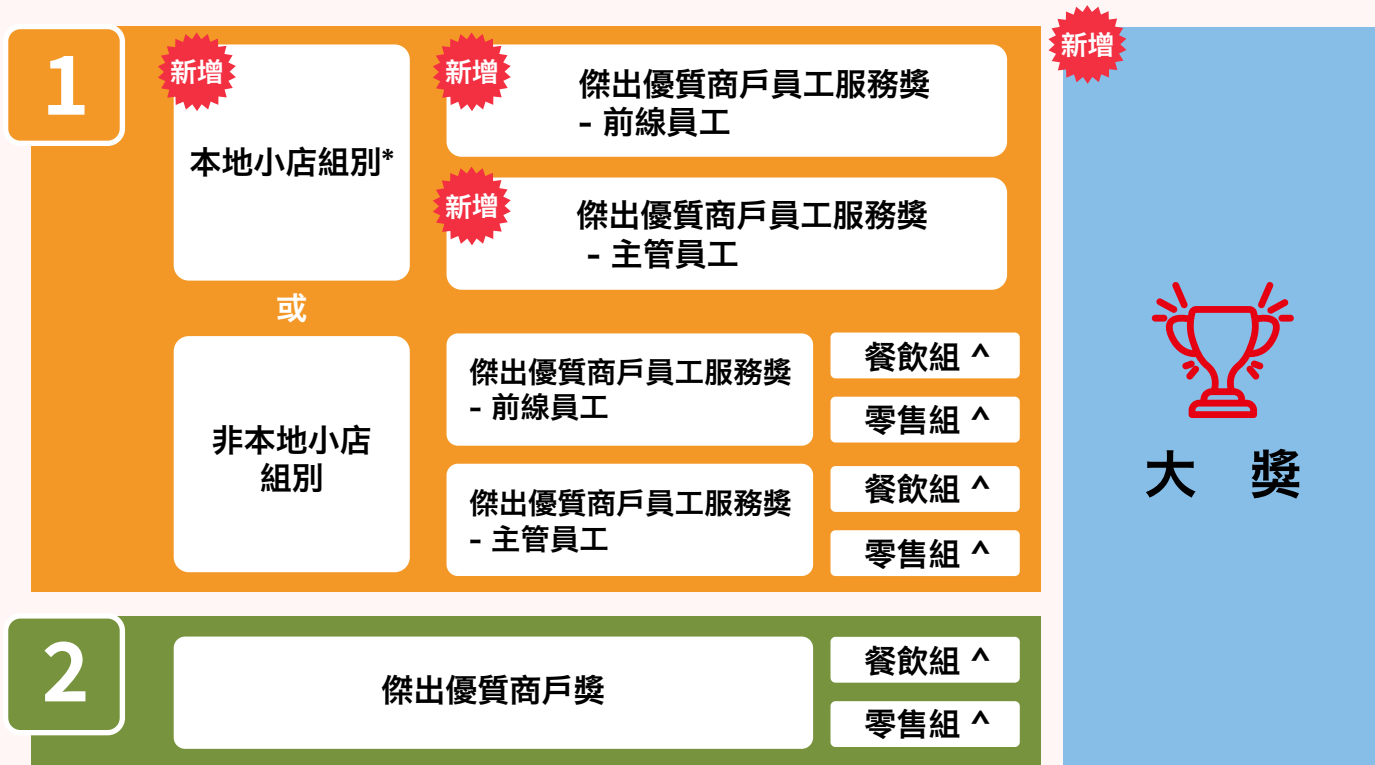 1
新增
本地小店組別*
新增
傑出優質商戶員工服務獎
- 前線員工
新增
傑出優質商戶員工服務獎
- 主管員工
或
非本地小店
組別
傑出優質商戶員工服務獎
- 前線員工
餐飲組 ^
零售組 ^
傑出優質商戶員工服務獎
- 主管員工
餐飲組 ^
零售組 ^
2
傑出優質商戶獎
餐飲組 ^
零售組 ^
新增
大 獎